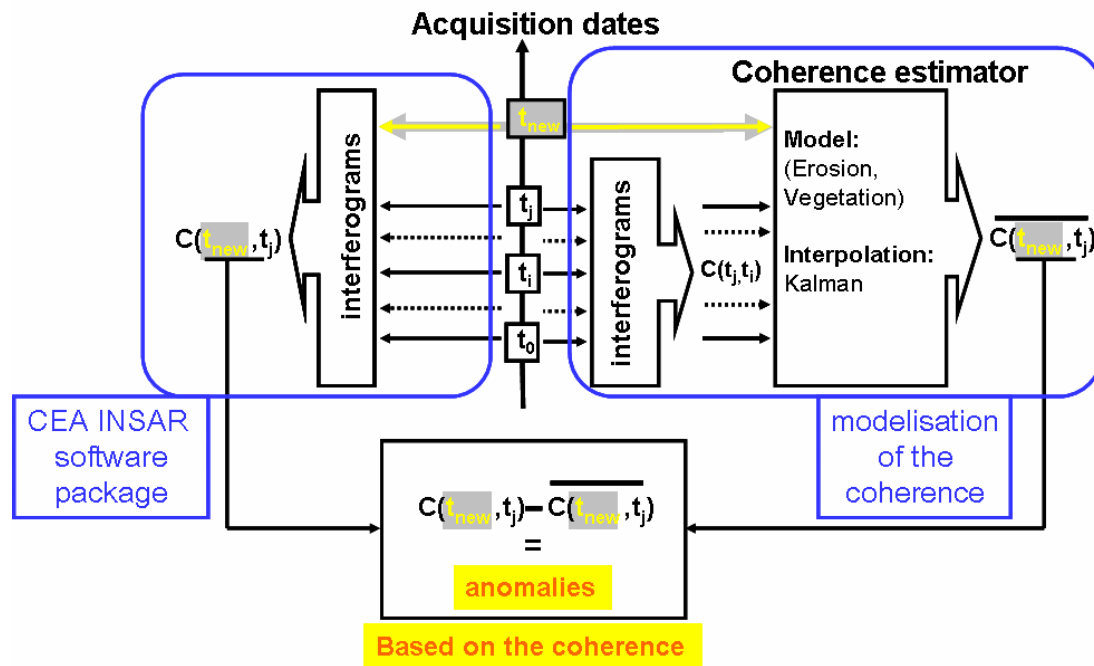 Acquisition dates
Coherence estimator
t_new
interferograms
C(t_new,t_j)
t_j
t_i
t_0
interferograms
C(t_j,t_i)
Model:
(Erosion,
Vegetation)
Interpolation:
Kalman
C(t_new,t_j)
CEA INSAR
software
package
modelisation
of the
coherence
C(t_new,t_j)–C(t_new,t_j)
=
anomalies
Based on the coherence